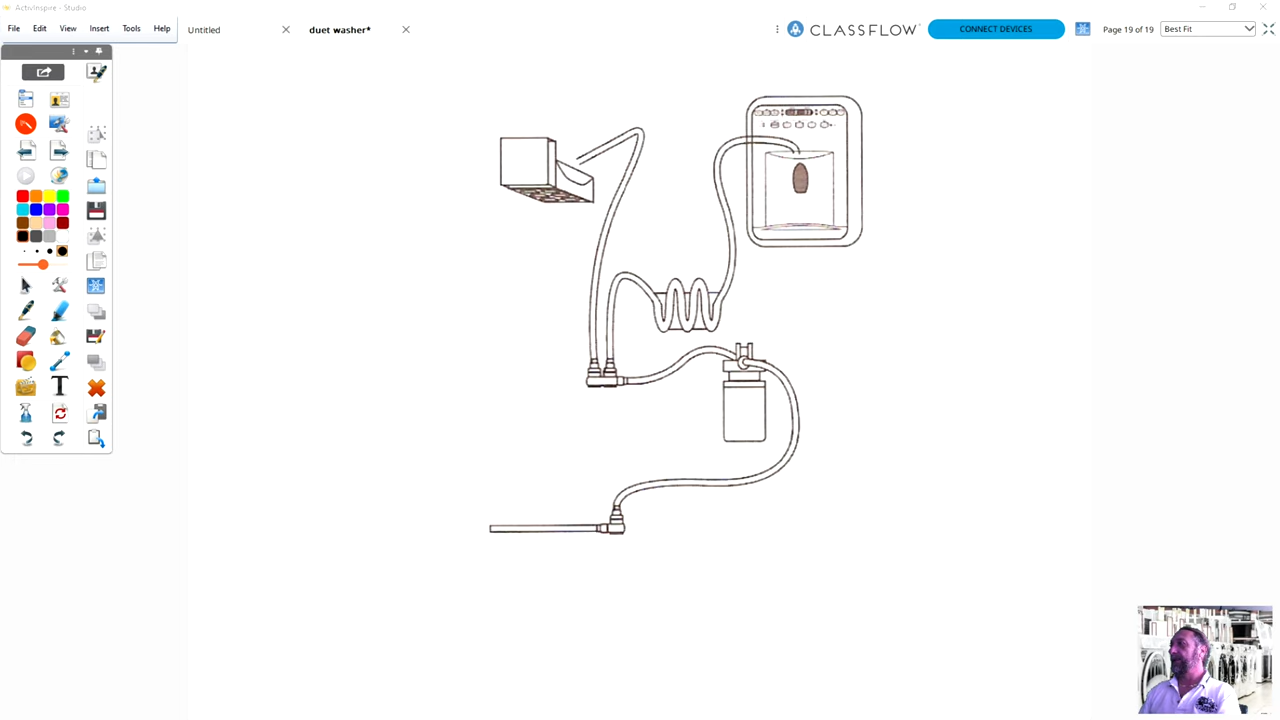 ActivInspire - Studio
File Edit View Insert Tools Help
Untitled
duet washer*
CLASSFLOW
CONNECT DEVICES
Page 19 of 19
Best Fit
T